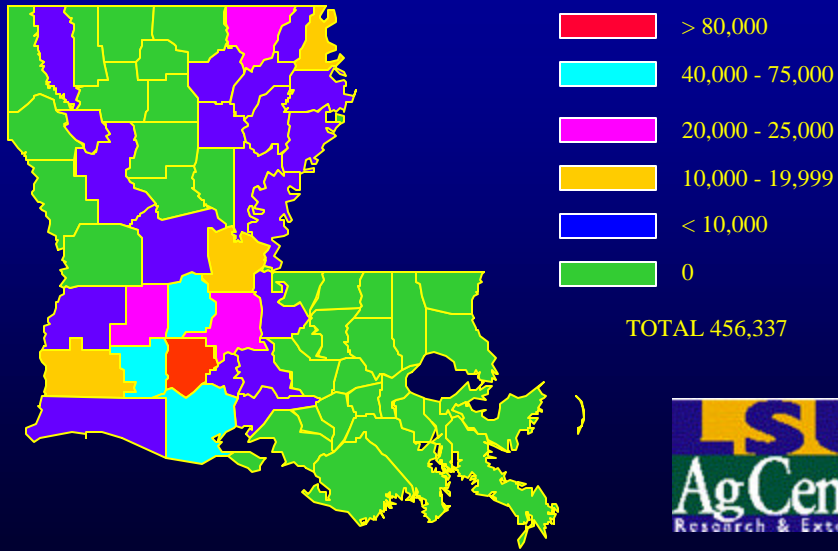 > 80,000
40,000 - 75,000
20,000 - 25,000
10,000 - 19,999
< 10,000
0
TOTAL 456,337
LSU
AgCen
Research & Exte